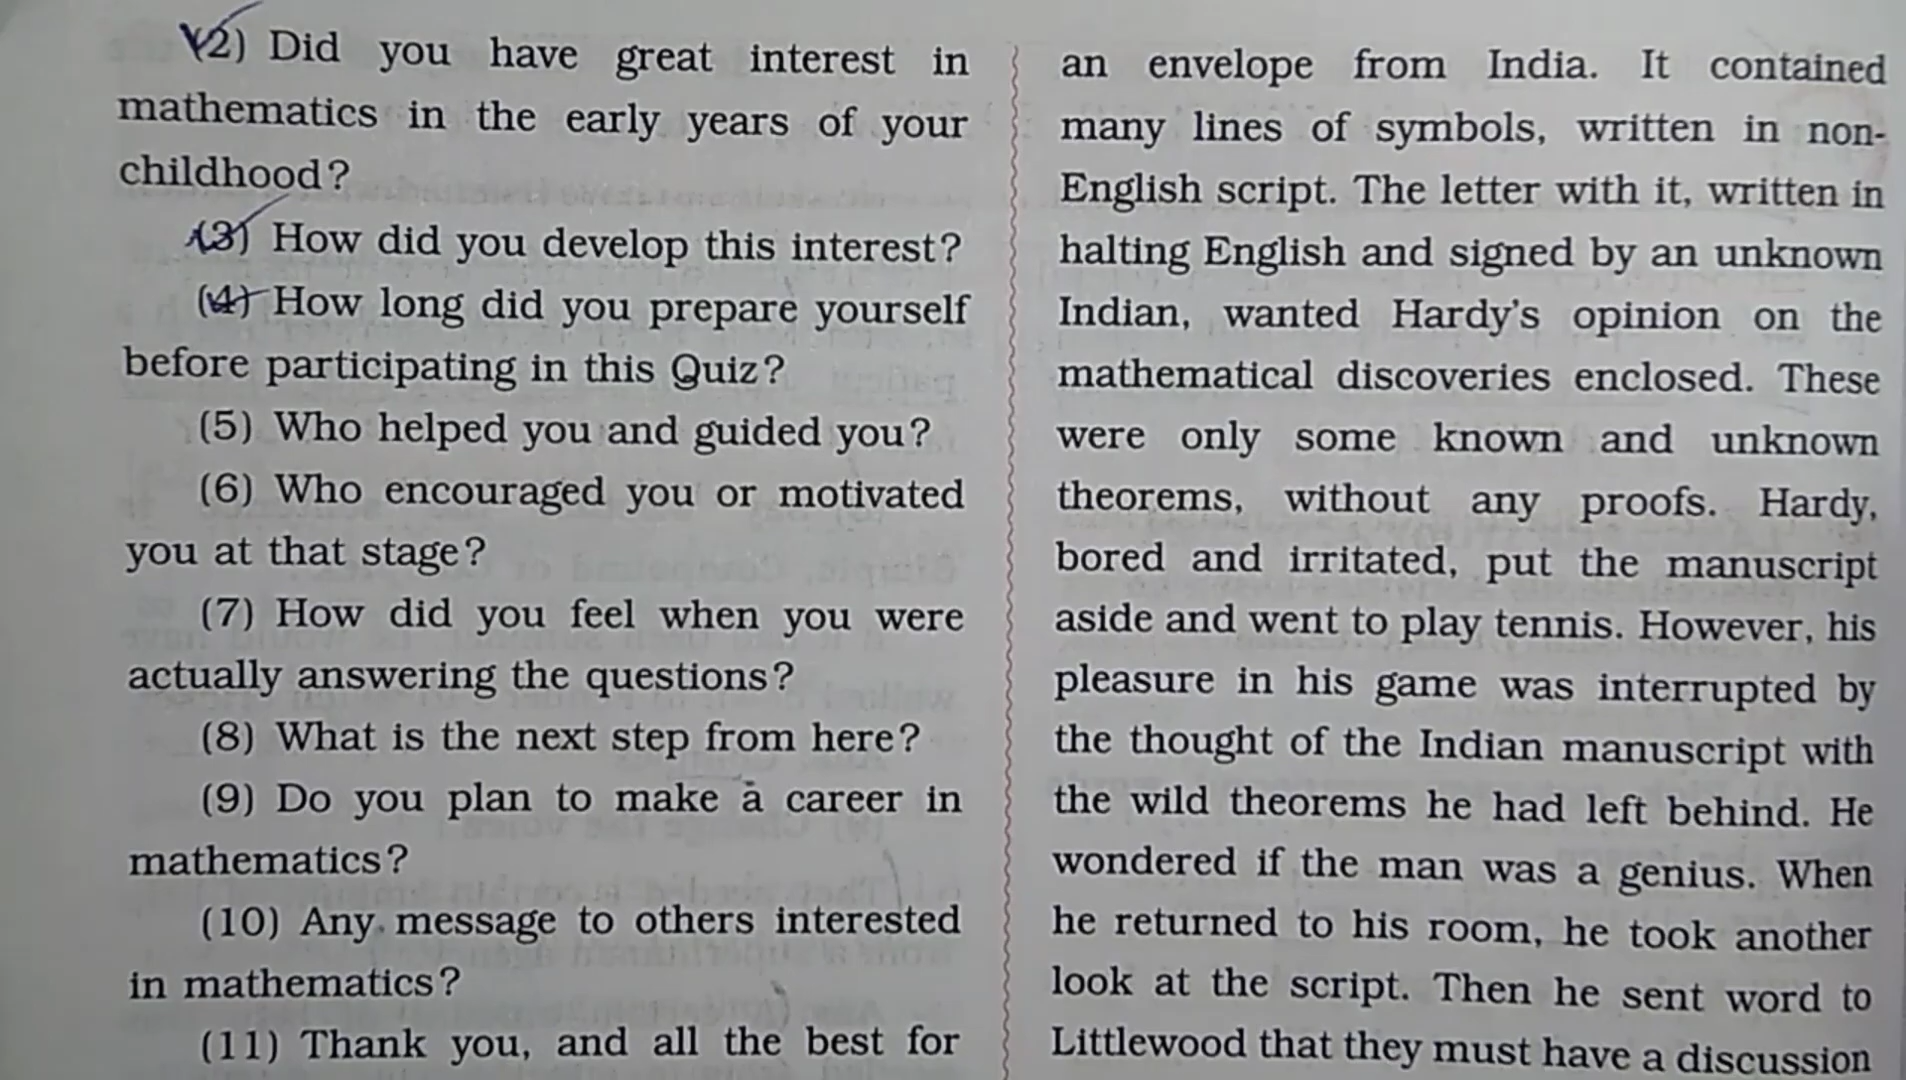 (2) Did you have great interest in
mathematics in the early years of your
childhood?
(3) How did you develop this interest?
(4) How long did you prepare yourself
before participating in this Quiz?
(5) Who helped you and guided you?
(6) Who encouraged you or motivated
you at that stage?
(7) How did you feel when you were
actually answering the questions?
(8) What is the next step from here?
(9) Do you plan to make a career in
mathematics?
(10) Any message to others interested
in mathematics?
(11) Thank you, and all the best for
an envelope from India. It contained
many lines of symbols, written in non-
English script. The letter with it, written in
halting English and signed by an unknown
Indian, wanted Hardy's opinion on the
mathematical discoveries enclosed. These
were only some known and unknown
theorems, without any proofs. Hardy,
bored and irritated, put the manuscript
aside and went to play tennis. However, his
pleasure in his game was interrupted by
the thought of the Indian manuscript with
the wild theorems he had left behind. He
wondered if the man was a genius. When
he returned to his room, he took another
look at the script. Then he sent word to
Littlewood that they must have a discussion